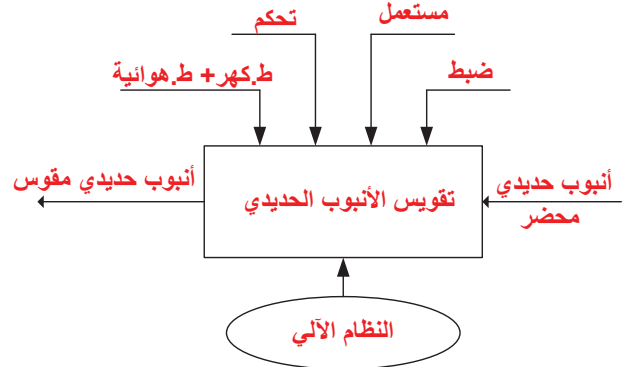 تحكم
مستعمل
ط.كهر+ ط.هوائية
ضبط
أنبوب حديدي
محضر
تقويس الأنبوب الحديدي
أنبوب حديدي مقوس
النظام الآلي